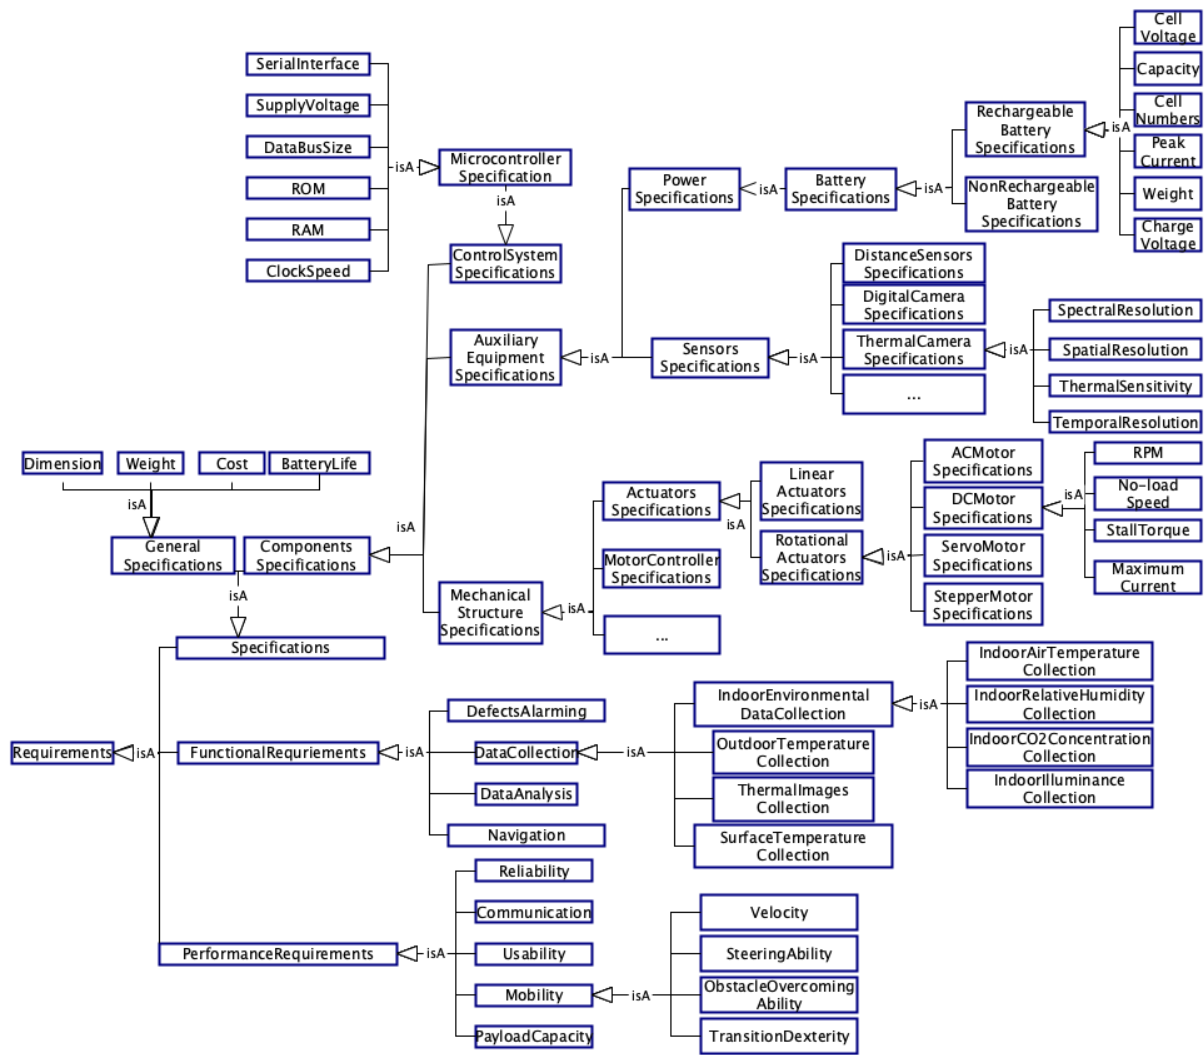 Cell
Voltage
Capacity
Cell
Numbers
Peak
Current
Weight
Charge
Voltage
isA
Rechargeable
Battery
Specifications
NonRechargeable
Battery
Specifications
isA
Battery
Specifications
isA
Power
Specifications
SerialInterface
SupplyVoltage
DataBusSize
ROM
RAM
ClockSpeed
isA
Microcontroller
Specification
isA
ControlSystem
Specifications
Auxiliary
Equipment
Specifications
isA
Sensors
Specifications
isA
DistanceSensors
Specifications
DigitalCamera
Specifications
ThermalCamera
Specifications
...
isA
SpectralResolution
SpatialResolution
ThermalSensitivity
TemporalResolution
Dimension
Weight
Cost
BatteryLife
isA
General
Specifications
Components
Specifications
isA
isA
Mechanical
Structure
Specifications
isA
Actuators
Specifications
MotorController
Specifications
...
isA
Linear
Actuators
Specifications
Rotational
Actuators
Specifications
isA
ACMotor
Specifications
DCMotor
Specifications
ServoMotor
Specifications
StepperMotor
Specifications
isA
RPM
No-load
Speed
StallTorque
Maximum
Current
Specifications
Requirements
isA
FunctionalRequriements
isA
DefectsAlarming
DataCollection
DataAnalysis
Navigation
isA
IndoorEnvironmental
DataCollection
OutdoorTemperature
Collection
ThermalImages
Collection
SurfaceTemperature
Collection
isA
IndoorAirTemperature
Collection
IndoorRelativeHumidity
Collection
IndoorCO2Concentration
Collection
IndoorIlluminance
Collection
PerformanceRequirements
isA
Reliability
Communication
Usability
Mobility
PayloadCapacity
isA
Velocity
SteeringAbility
ObstacleOvercoming
Ability
TransitionDexterity